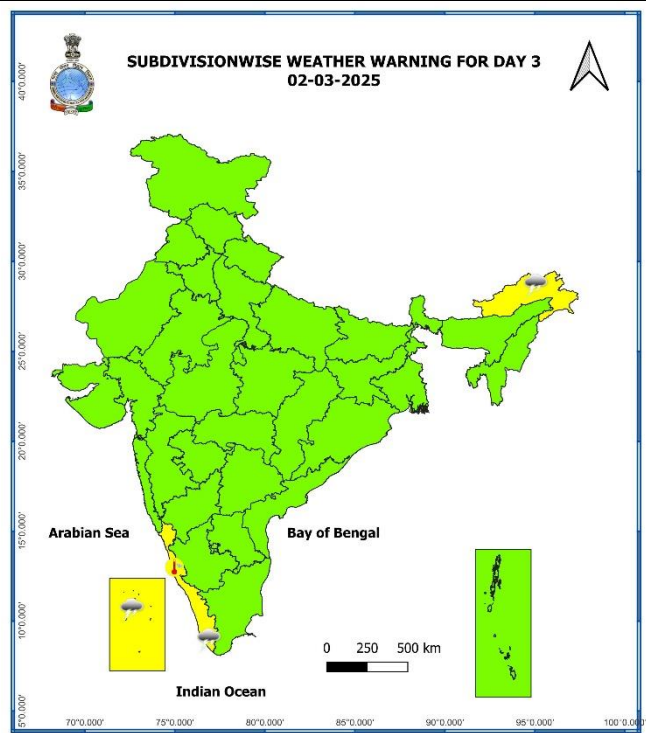 SUBDIVISIONWISE WEATHER WARNING FOR DAY 3
02-03-2025
40°0.000'
35°0.000'
30°0.000'
25°0.000'
20°0.000'
15°0.000'
10°0.000'
5°0.000'
Arabian Sea
Bay of Bengal
0 250 500 km
Indian Ocean
70°0.000' 75°0.000' 80°0.000' 85°0.000' 90°0.000' 95°0.000' 100°0.000'